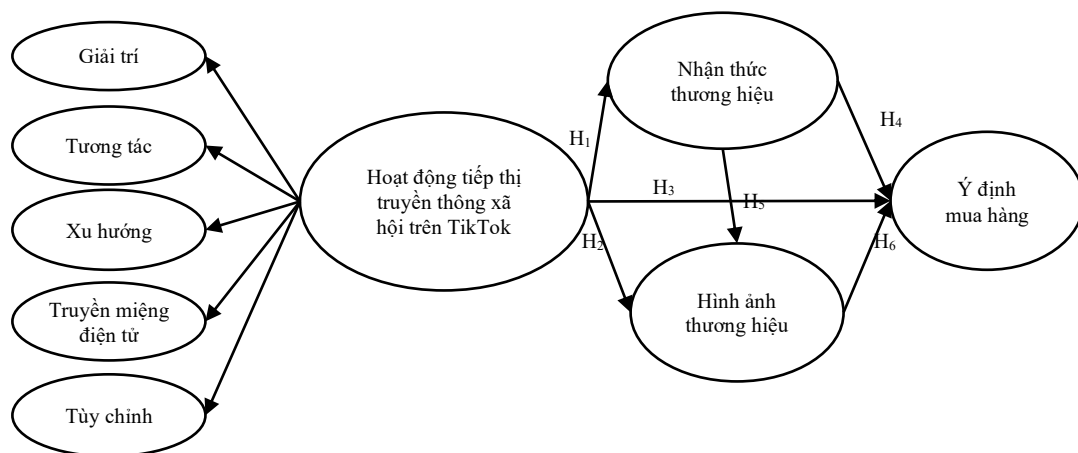 Giải trí
Tương tác
Xu hướng
Truyền miệng
điện tử
Tùy chỉnh
Hoạt động tiếp thị
truyền thông xã
hội trên TikTok
H1
H2
H3
Nhận thức
thương hiệu
H5
Hình ảnh
thương hiệu
H4
H6
Ý định
mua hàng